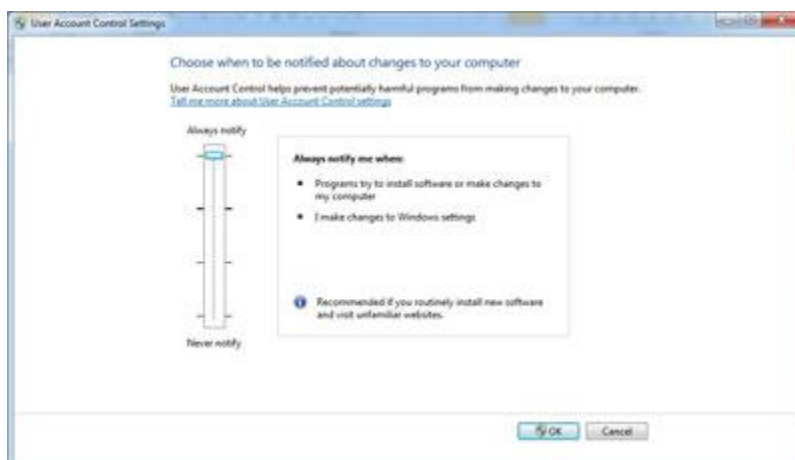 User Account Control Settings
Choose when to be notified about changes to your computer
User Account Control helps prevent potentially harmful programs from making changes to your computer.
Tell me more about User Account Control settings
Always notify
Always notify me when:
Programs try to install software or make changes to
my computer
I make changes to Windows settings
Recommended if you routinely install new software
and visit unfamiliar websites.
Never notify
OK Cancel